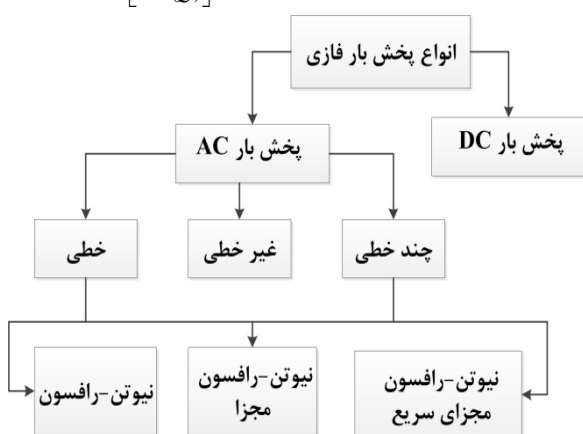 انواع پخش بار فازی
پخش بار DC
پخش بار AC
چند خطی
غیر خطی
خطی
نیوتن-رافسون
مجزای سریع
نیوتن-رافسون
مجزا
نیوتن-رافسون